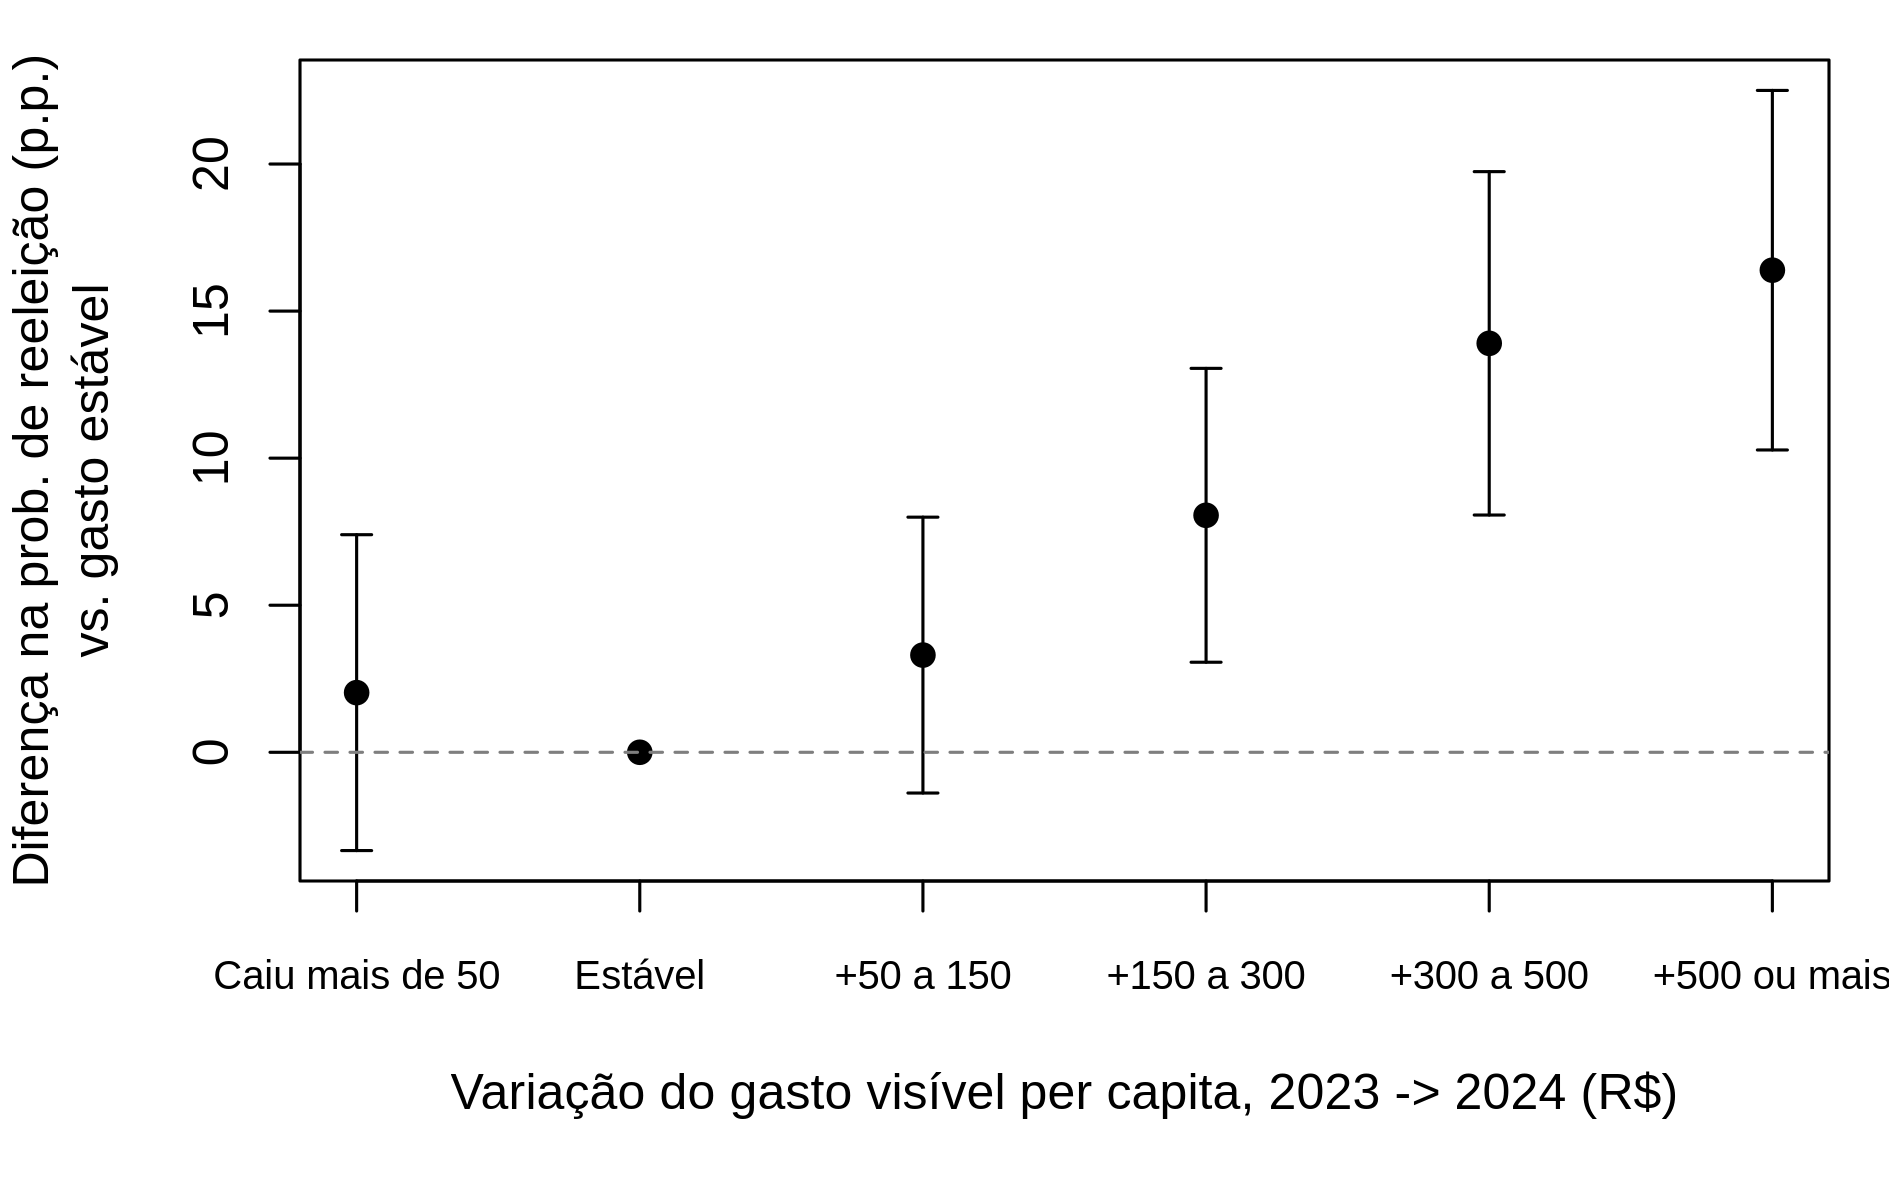 Diferença na prob. de reeleição (p.p.)
vs. gasto estável
20
15
10
5
0
Caiu mais de 50
Estável
+50 a 150
+150 a 300
+300 a 500
+500 ou mais
Variação do gasto visível per capita, 2023 -> 2024 (R$)